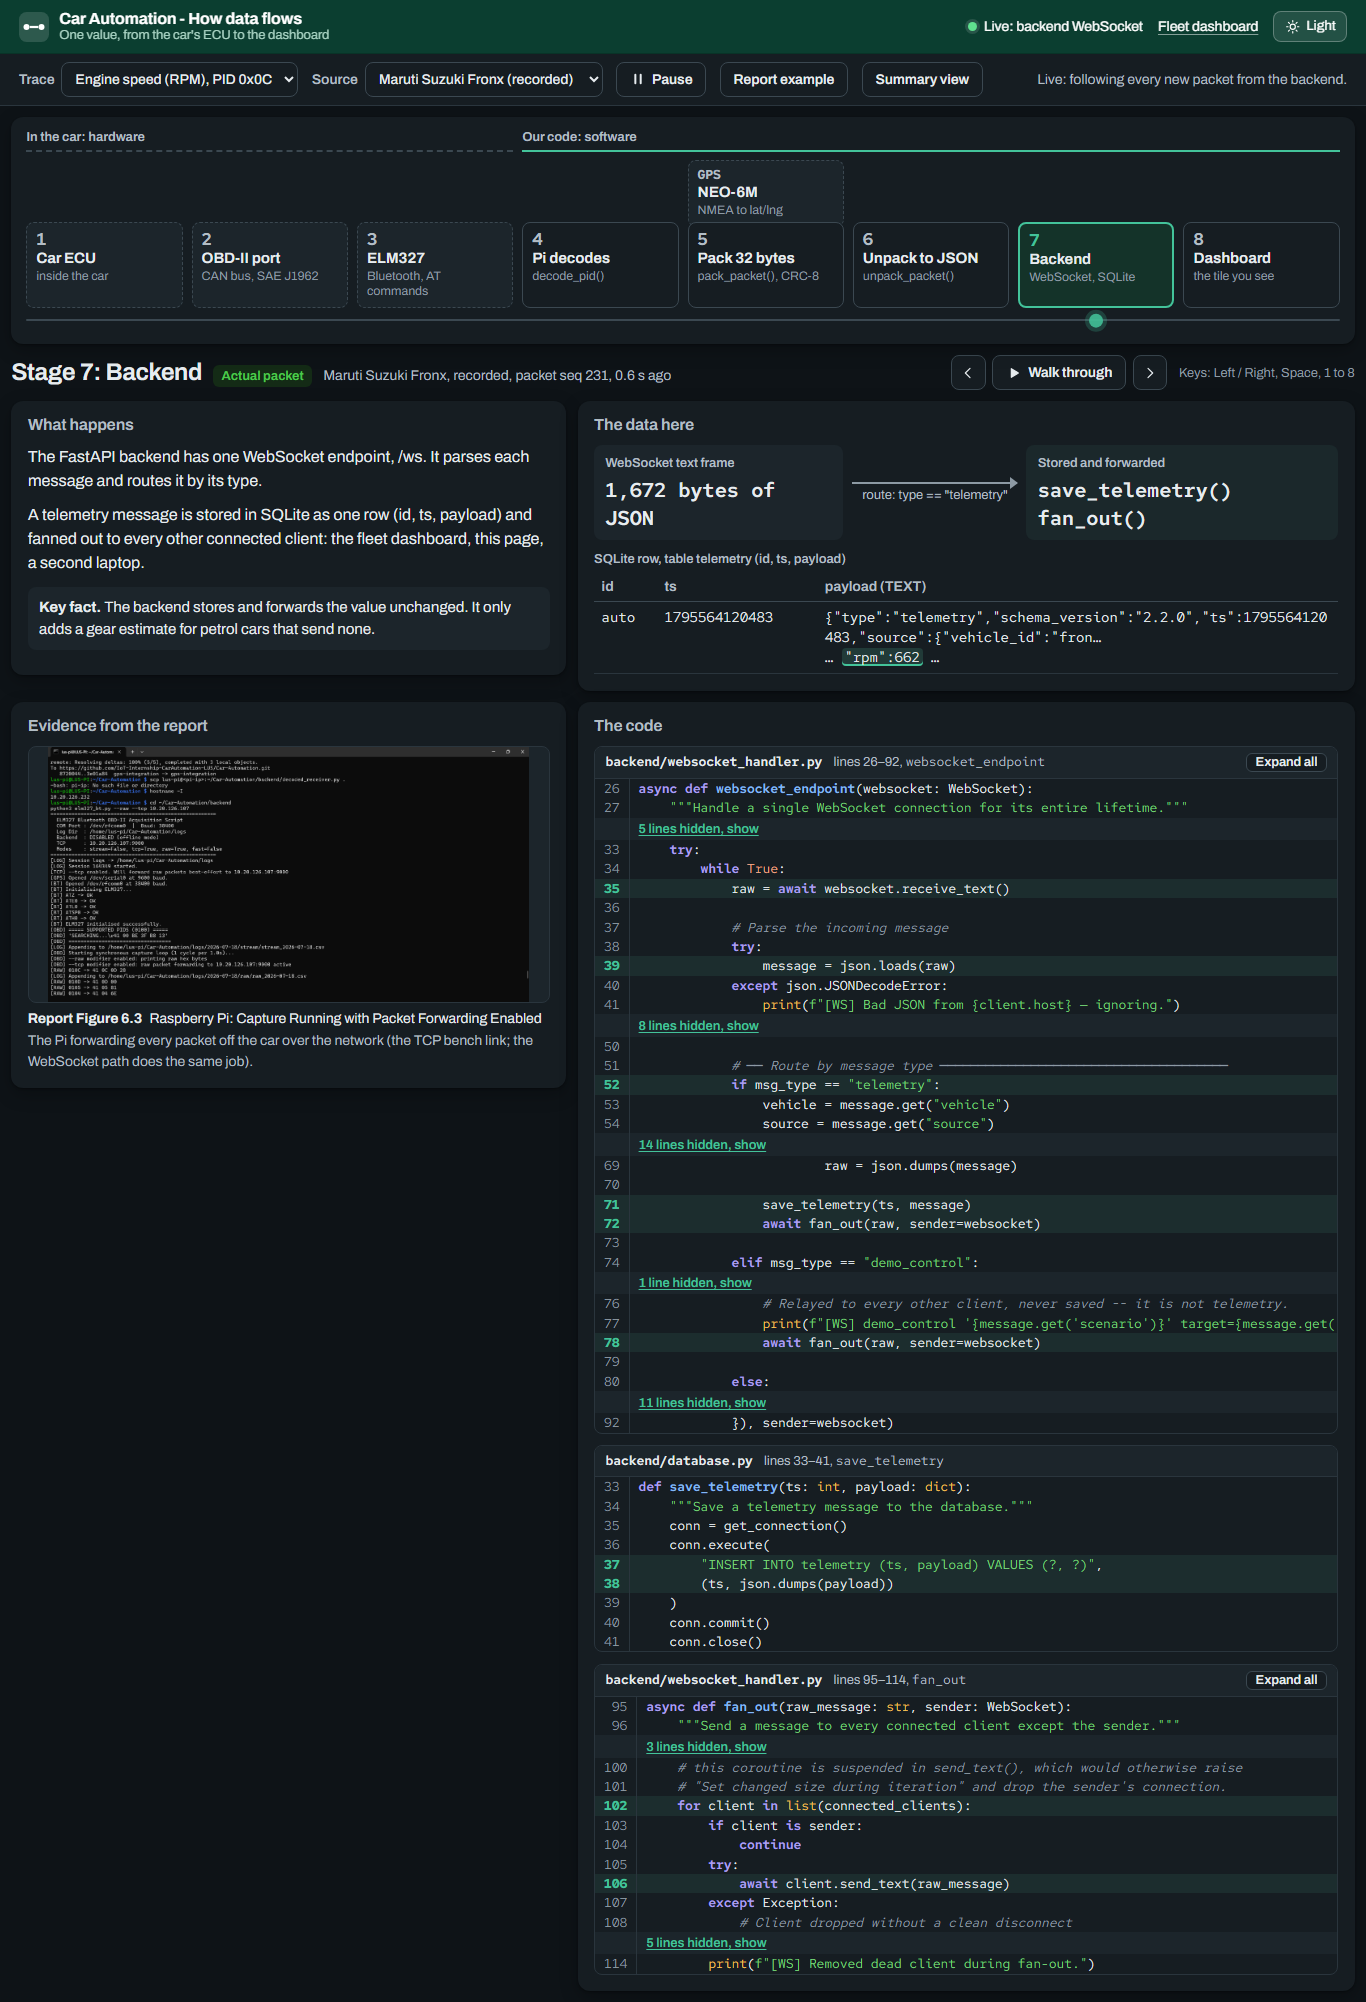 Car Automation - How data flows
One value, from the car's ECU to the dashboard
Live: backend WebSocket
Fleet dashboard
Light
Trace
Engine speed (RPM), PID 0x0C
Source
Maruti Suzuki Fronx (recorded)
Pause
Report example
Summary view
Live: following every new packet from the backend.
In the car: hardware
Our code: software
GPS
NEO-6M
NMEA to lat/lng
1
Car ECU
inside the car
2
OBD-II port
CAN bus, SAE J1962
3
ELM327
Bluetooth, AT
commands
4
Pi decodes
decode_pid()
5
Pack 32 bytes
pack_packet(), CRC-8
6
Unpack to JSON
unpack_packet()
7
Backend
WebSocket, SQLite
8
Dashboard
the tile you see
Stage 7: Backend
Actual packet
Maruti Suzuki Fronx, recorded, packet seq 231, 0.6 s ago
Walk through
Keys: Left / Right, Space, 1 to 8
What happens
The FastAPI backend has one WebSocket endpoint, /ws. It parses each
message and routes it by its type.
A telemetry message is stored in SQLite as one row (id, ts, payload) and
fanned out to every other connected client: the fleet dashboard, this page,
a second laptop.
Key fact. The backend stores and forwards the value unchanged. It only
adds a gear estimate for petrol cars that send none.
The data here
WebSocket text frame
1,672 bytes of
JSON
route: type == "telemetry"
Stored and forwarded
save_telemetry()
fan_out()
SQLite row, table telemetry (id, ts, payload)
id ts payload (TEXT)
auto 1795564120483 {"type":"telemetry","schema_version":"2.2.0","ts":1795564120
483,"source":{"vehicle_id":"fron…
… "rpm":662 …
Evidence from the report
Report Figure 6.3 Raspberry Pi: Capture Running with Packet Forwarding Enabled
The Pi forwarding every packet off the car over the network (the TCP bench link; the
WebSocket path does the same job).
The code
backend/websocket_handler.py lines 26–92, websocket_endpoint
Expand all
26 async def websocket_endpoint(websocket: WebSocket):
27 """Handle a single WebSocket connection for its entire lifetime."""
5 lines hidden, show
33 try:
34 while True:
35 raw = await websocket.receive_text()
36
37 # Parse the incoming message
38 try:
39 message = json.loads(raw)
40 except json.JSONDecodeError:
41 print(f"[WS] Bad JSON from {client.host} — ignoring.")
8 lines hidden, show
50
51 # —— Route by message type ——————————————————
52 if msg_type == "telemetry":
53 vehicle = message.get("vehicle")
54 source = message.get("source")
14 lines hidden, show
69 raw = json.dumps(message)
70
71 save_telemetry(ts, message)
72 await fan_out(raw, sender=websocket)
73
74 elif msg_type == "demo_control":
1 line hidden, show
76 # Relayed to every other client, never saved -- it is not telemetry.
77 print(f"[WS] demo_control '{message.get('scenario')}' target={message.get(
78 await fan_out(raw, sender=websocket)
79
80 else:
11 lines hidden, show
92 }), sender=websocket)
backend/database.py lines 33–41, save_telemetry
33 def save_telemetry(ts: int, payload: dict):
34 """Save a telemetry message to the database."""
35 conn = get_connection()
36 conn.execute(
37 "INSERT INTO telemetry (ts, payload) VALUES (?, ?)",
38 (ts, json.dumps(payload))
39 )
40 conn.commit()
41 conn.close()
backend/websocket_handler.py lines 95–114, fan_out
Expand all
95 async def fan_out(raw_message: str, sender: WebSocket):
96 """Send a message to every connected client except the sender."""
3 lines hidden, show
100 # this coroutine is suspended in send_text(), which would otherwise raise
101 # "Set changed size during iteration" and drop the sender's connection.
102 for client in list(connected_clients):
103 if client is sender:
104 continue
105 try:
106 await client.send_text(raw_message)
107 except Exception:
108 # Client dropped without a clean disconnect
5 lines hidden, show
114 print(f"[WS] Removed dead client during fan-out.")